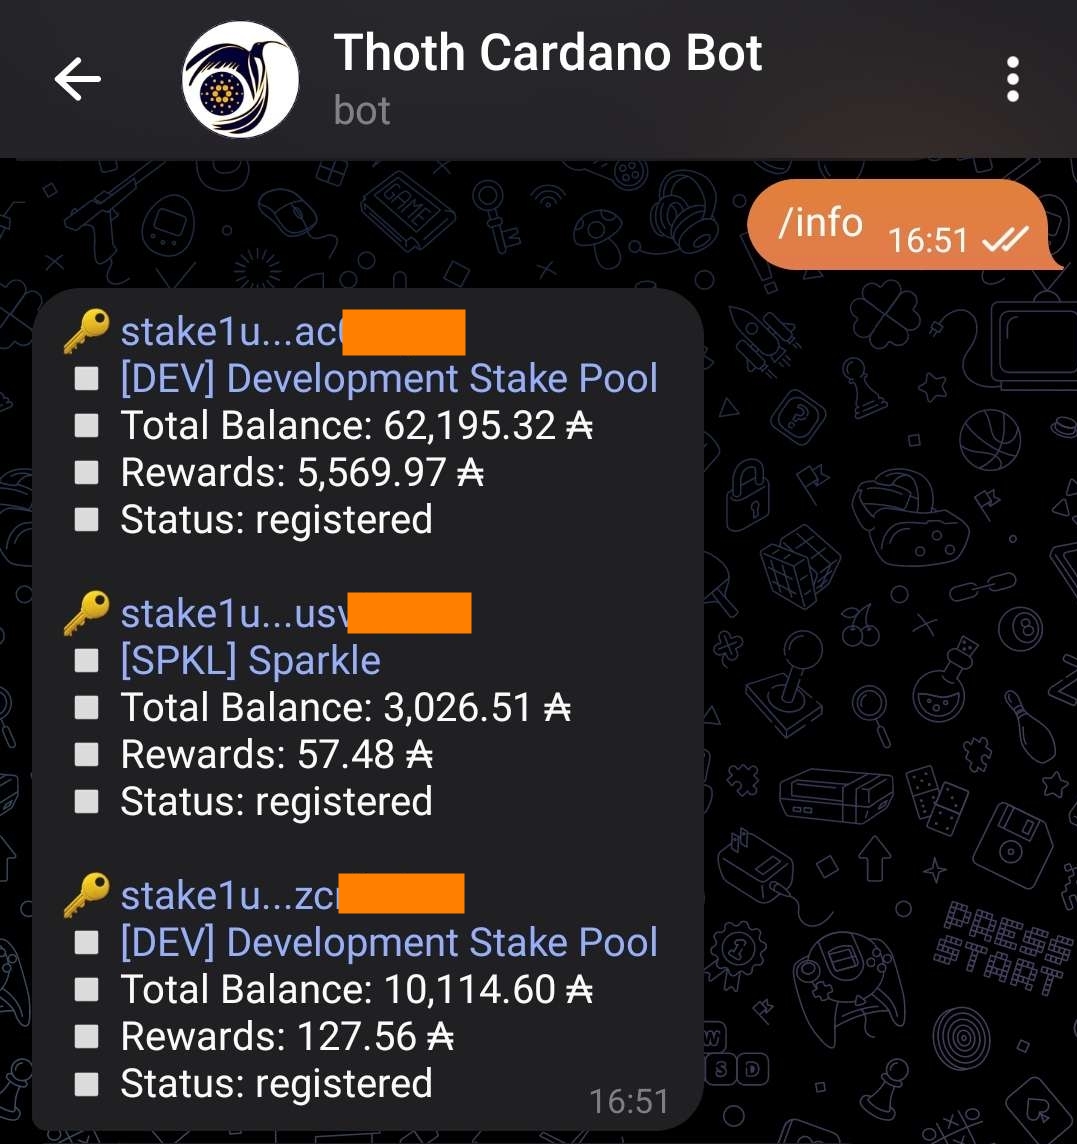 Thoth Cardano Bot
bot
/info 16:51
stake1u...ac
[DEV] Development Stake Pool
Total Balance: 62,195.32 ₳
Rewards: 5,569.97 ₳
Status: registered
stake1u...usv
[SPKL] Sparkle
Total Balance: 3,026.51 ₳
Rewards: 57.48 ₳
Status: registered
stake1u...zc
[DEV] Development Stake Pool
Total Balance: 10,114.60 ₳
Rewards: 127.56 ₳
Status: registered
16:51
GAME
8
1
PRESS
START
W
S D